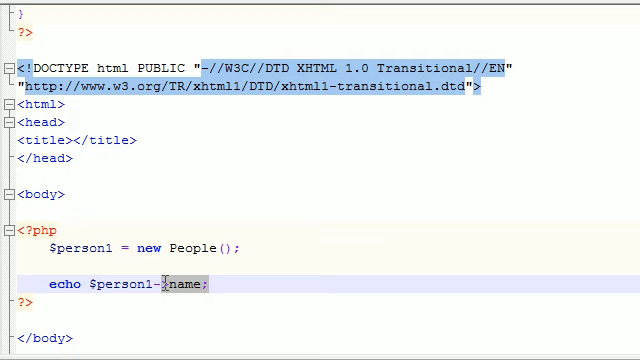 }
?>
<!DOCTYPE html PUBLIC "-//W3C//DTD XHTML 1.0 Transitional//EN"
"http://www.w3.org/TR/xhtml1/DTD/xhtml1-transitional.dtd">
<html>
<head>
<title></title>
</head>
<body>
<?php
$person1 = new People();
echo $person1->name;
?>
</body>